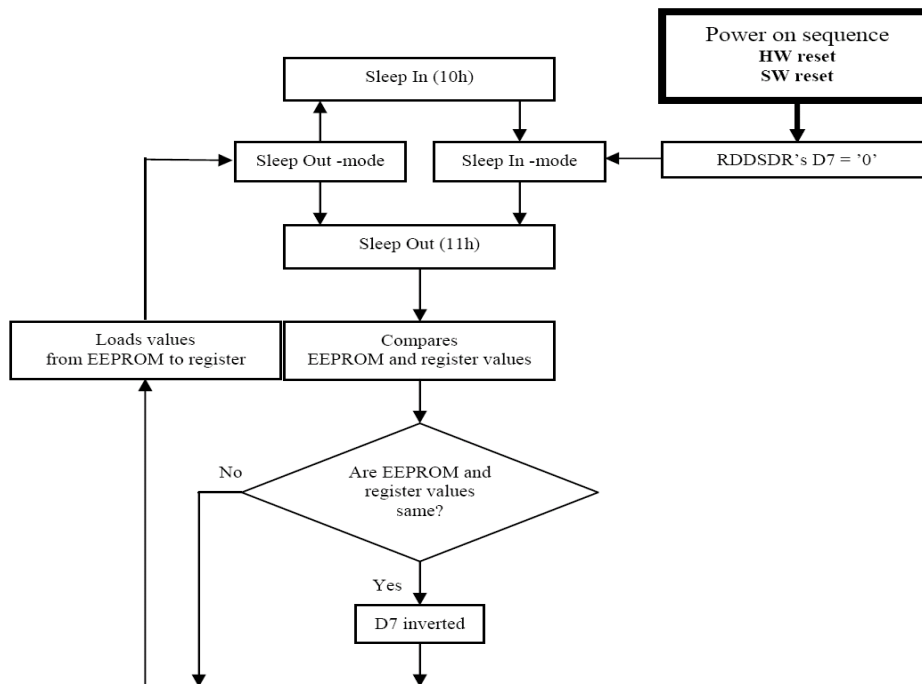 Power on sequence
HW reset
SW reset
Sleep In (10h)
Sleep Out -mode
Sleep In -mode
RDDSDR's D7 = '0'
Sleep Out (11h)
Loads values
from EEPROM to register
Compares
EEPROM and register values
No
Are EEPROM and
register values
same?
Yes
D7 inverted